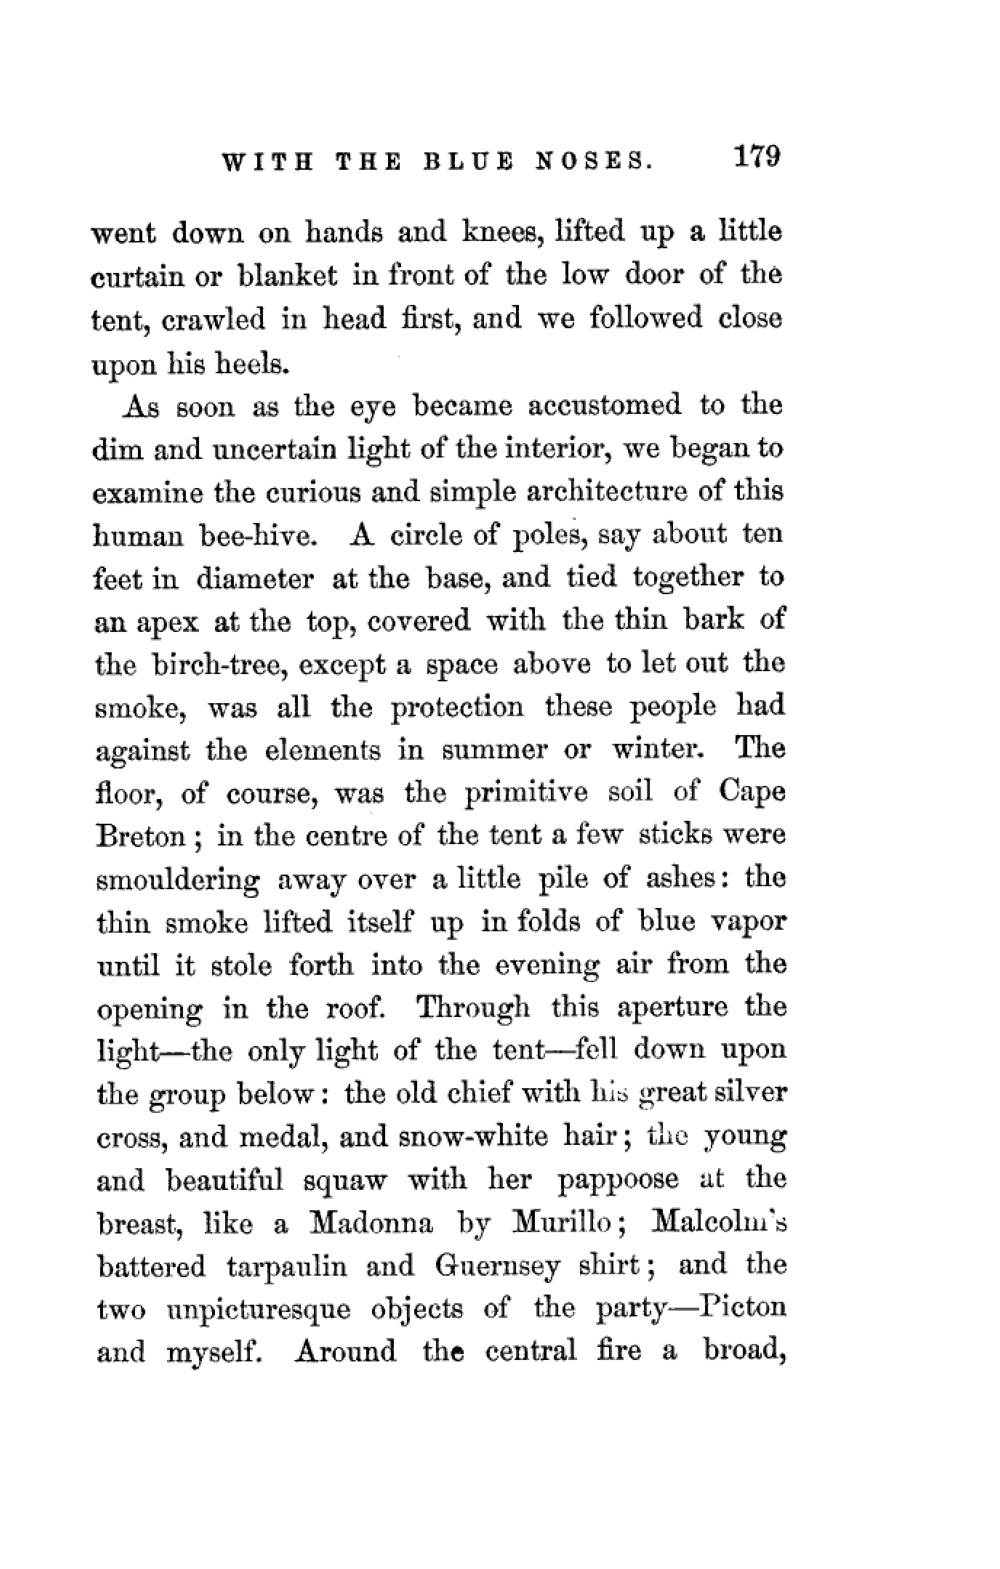 WITH THE BLUE NOSES. 179
went down on hands and knees, lifted up a little
curtain or blanket in front of the low door of the
tent, crawled in head first, and we followed close
upon his heels.
As soon as the eye became accustomed to the
dim and uncertain light of the interior, we began to
examine the curious and simple architecture of this
human bee-hive. A circle of poles, say about ten
feet in diameter at the base, and tied together to
an apex at the top, covered with the thin bark of
the birch-tree, except a space above to let out the
smoke, was all the protection these people had
against the elements in summer or winter. The
floor, of course, was the primitive soil of Cape
Breton; in the centre of the tent a few sticks were
smouldering away over a little pile of ashes: the
thin smoke lifted itself up in folds of blue vapor
until it stole forth into the evening air from the
opening in the roof. Through this aperture the
light—the only light of the tent—fell down upon
the group below: the old chief with his great silver
cross, and medal, and snow-white hair; the young
and beautiful squaw with her pappoose at the
breast, like a Madonna by Murillo; Malcolm's
battered tarpaulin and Guernsey shirt; and the
two unpicturesque objects of the party—Picton
and myself. Around the central fire a broad,